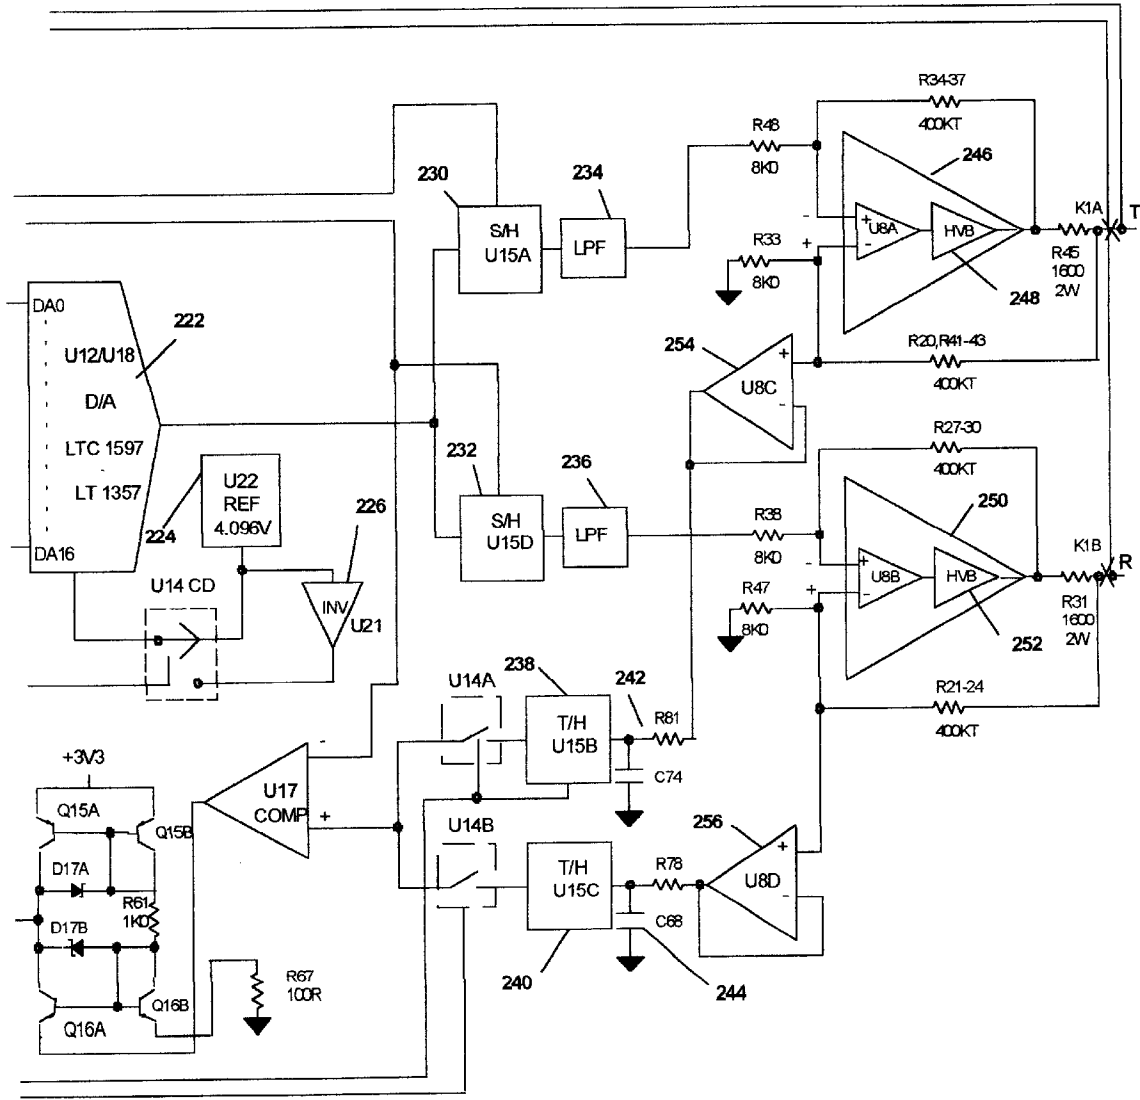 R34-37
400KT
R48
8K0
246
K1A
T
230
234
S/H
U15A
LPF
-
+
U8A
-
HVB
+
R33
8K0
R45
1600
2W
248
DA0
222
U12/U18
D/A
LTC 1597
LT 1357
DA16
254
+
U8C
-
R20,R41-43
400KT
R27-30
400KT
232
236
S/H
U15D
LPF
R38
8K0
250
K1B
R
224
U22
REF
4.096V
226
U14 CD
INV
U21
-
+
U8B
-
HVB
+
R47
8K0
R31
1600
2W
252
R21-24
400KT
U14A
238
242
T/H
U15B
R81
C74
+3V3
Q15A
Q15B
D17A
R61
1K0
D17B
Q16A
Q16B
R67
100R
-
U17
COMP
+
U14B
T/H
U15C
R78
C68
256
+
U8D
-
240
244